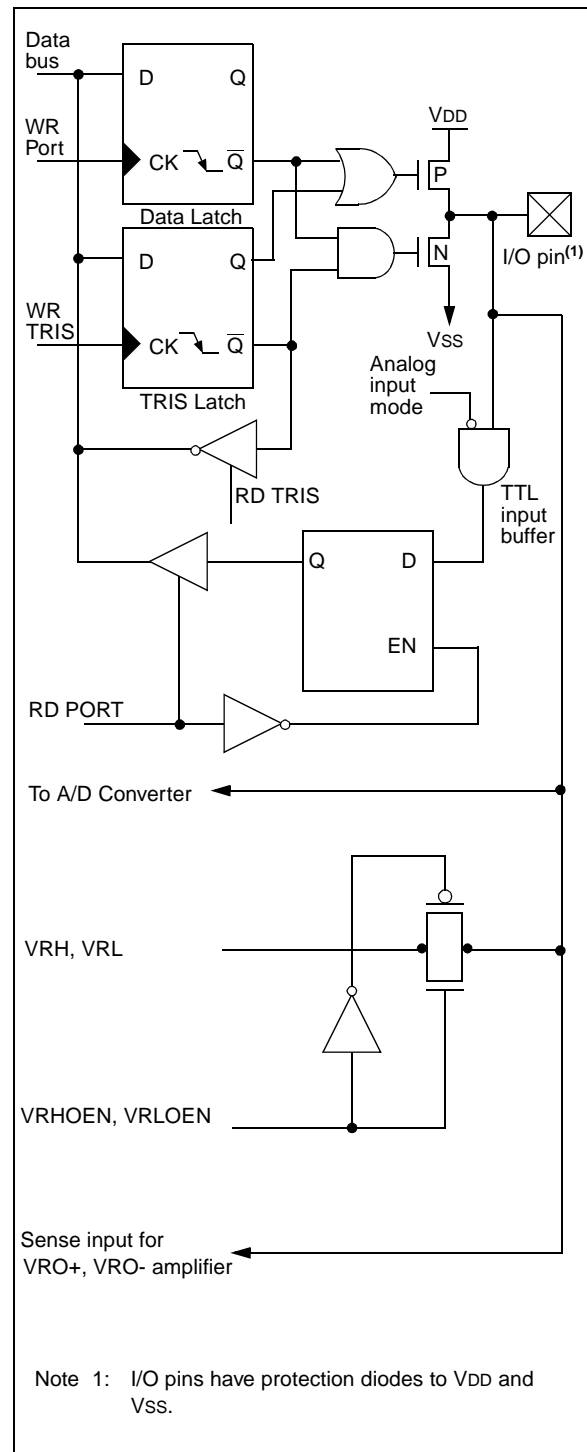 Data
bus
D
Q
VDD
WR
Port
CK
Q
P
Data Latch
I/O pin(1)
D
Q
N
WR
TRIS
CK
Q
VSS
TRIS Latch
Analog
input
mode
RD TRIS
TTL
input
buffer
Q
D
EN
RD PORT
To A/D Converter
VRH, VRL
VRHOEN, VRLOEN
Sense input for
VRO+, VRO- amplifier
Note 1: I/O pins have protection diodes to VDD and
VSS.